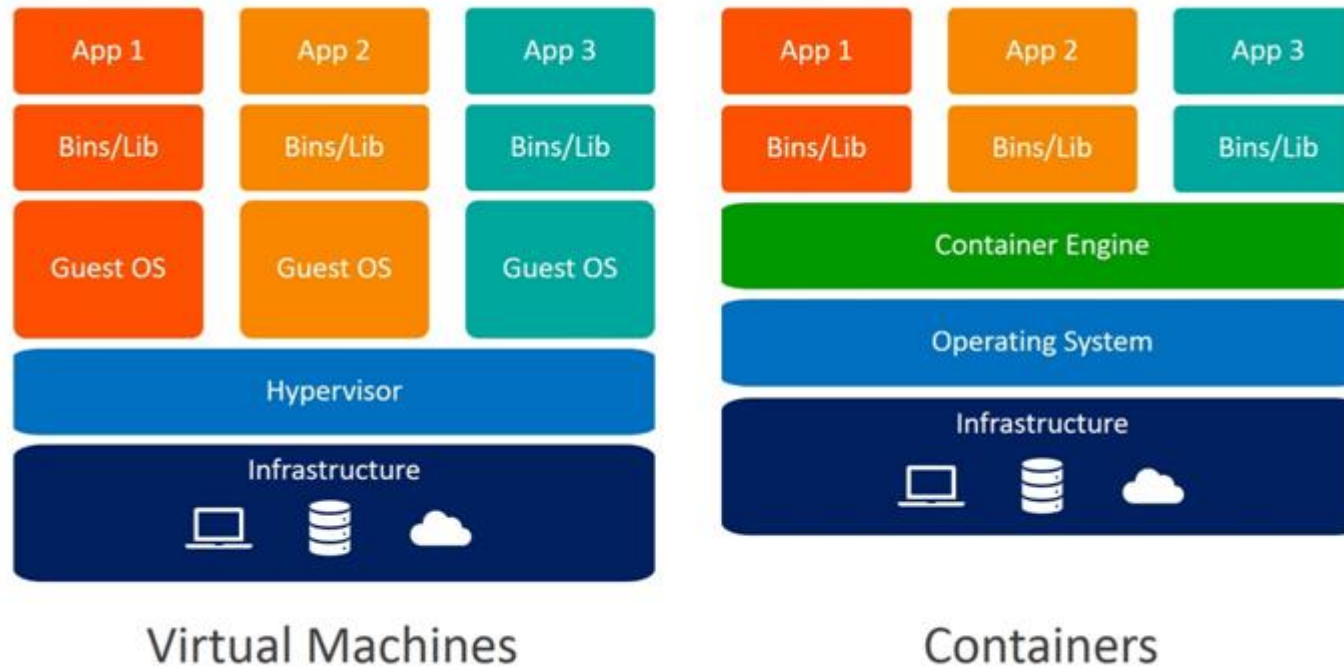 App 1
App 2
App 3
Bins/Lib
Bins/Lib
Bins/Lib
Guest OS
Guest OS
Guest OS
Hypervisor
Infrastructure
Virtual Machines
App 1
App 2
App 3
Bins/Lib
Bins/Lib
Bins/Lib
Container Engine
Operating System
Infrastructure
Containers